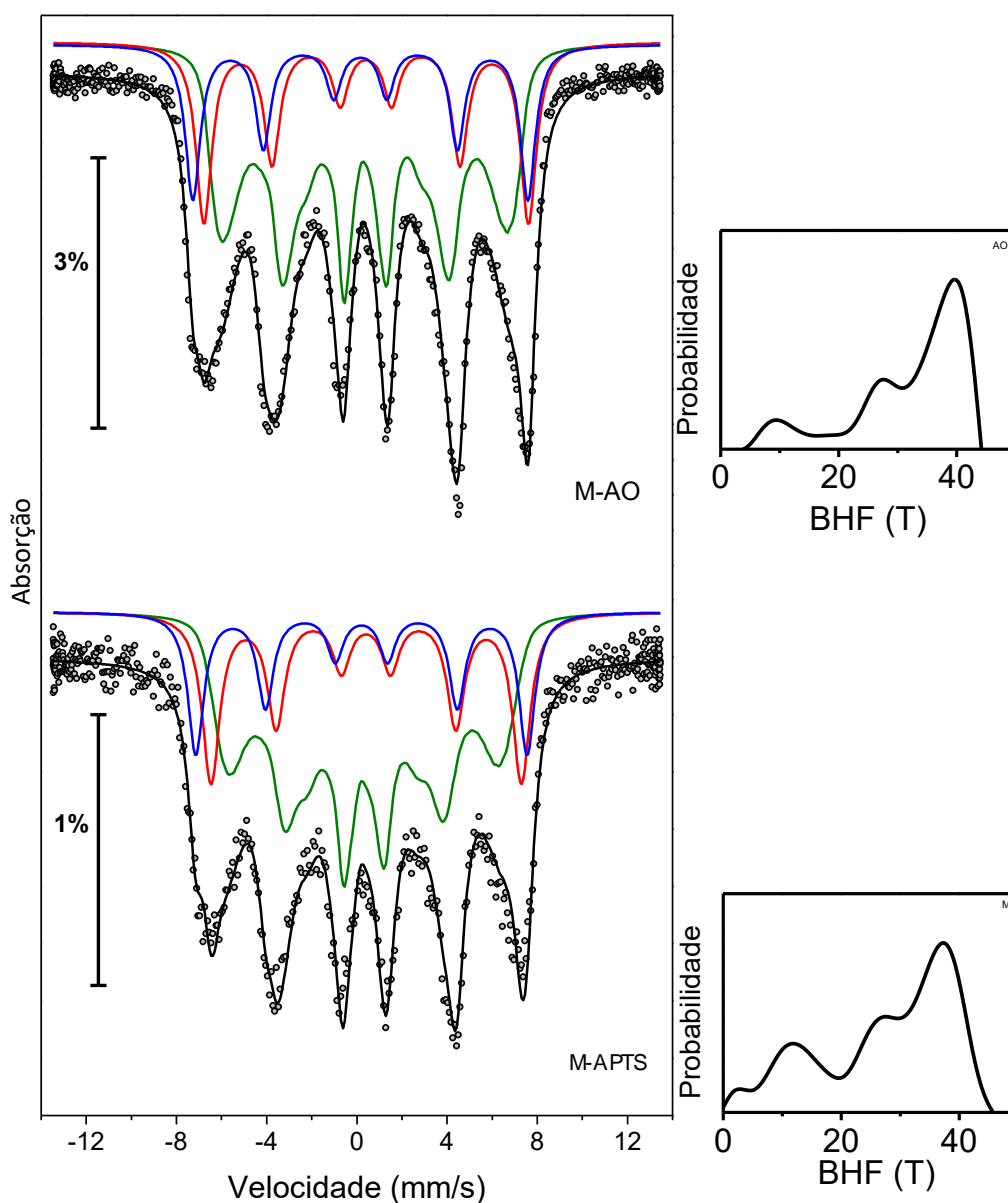 3%
M-AO
Absorção
1%
M-APTS
-12 -8 -4 0 4 8 12
Velocidade (mm/s)
AO
Probabilidade
0 20 40
BHF (T)
M
Probabilidade
0 20 40
BHF (T)